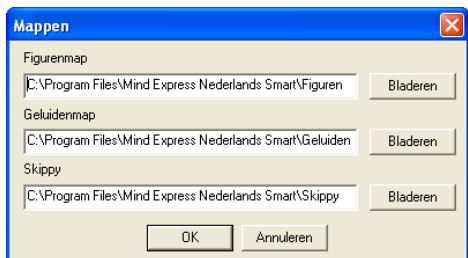 Mappen
Figurenmap
C:\Program Files\Mind Express Nederlands Smart\Figuren Bladeren
Geluidenmap
C:\Program Files\Mind Express Nederlands Smart\Geluiden Bladeren
Skippy
C:\Program Files\Mind Express Nederlands Smart\Skippy Bladeren
OK Annuleren